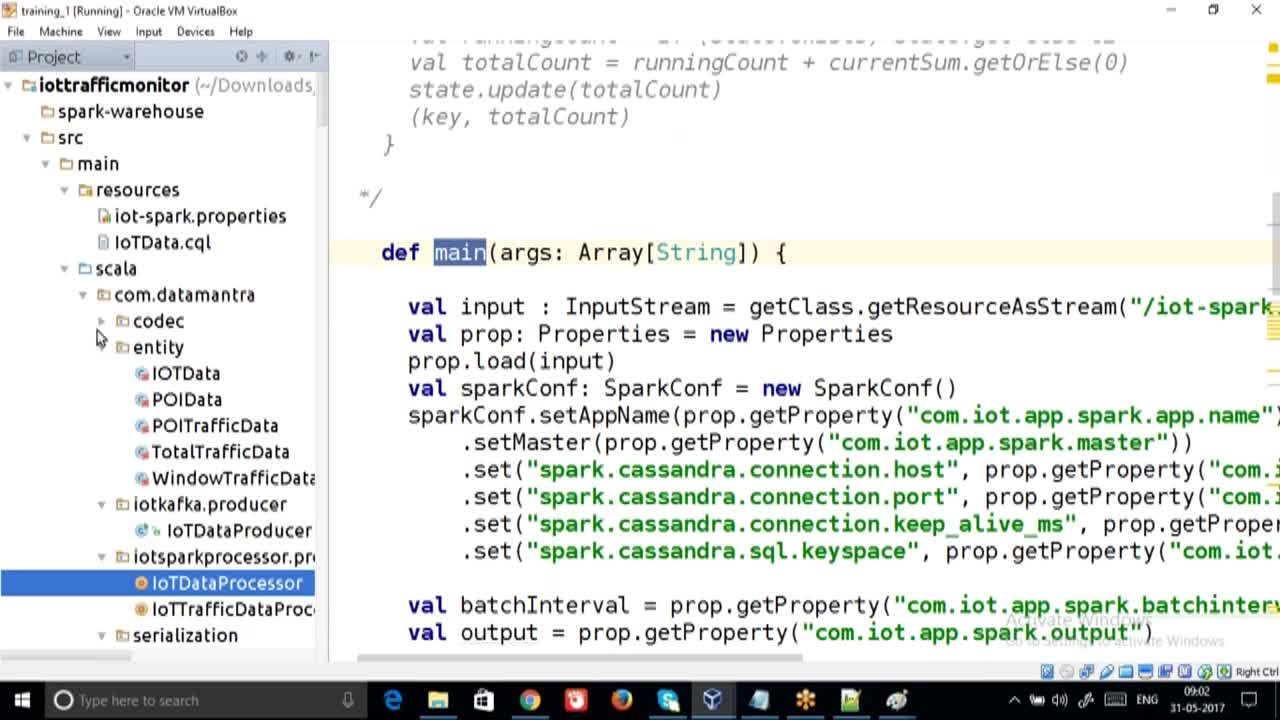 training_1 [Running] - Oracle VM VirtualBox
File Machine View Input Devices Help
Project
iottrafficmonitor (~/Downloads,
spark-warehouse
src
main
resources
iot-spark.properties
IoTData.cql
scala
com.datamantra
codec
entity
IOTData
POIData
POITrafficData
TotalTrafficData
WindowTrafficData
iotkafka.producer
IoTDataProducer
iotsparkprocessor.pr
IoTDataProcessor
IoTTrafficDataProc
serialization
val totalCount = runningCount + currentSum.getOrElse(0)
state.update(totalCount)
(key, totalCount)
}
*/
def main(args: Array[String]) {
val input : InputStream = getClass.getResourceAsStream("/iot-spark.
val prop: Properties = new Properties
prop.load(input)
val sparkConf: SparkConf = new SparkConf()
sparkConf.setAppName(prop.getProperty("com.iot.app.spark.app.name")
.setMaster(prop.getProperty("com.iot.app.spark.master"))
.set("spark.cassandra.connection.host", prop.getProperty("com.i
.set("spark.cassandra.connection.port", prop.getProperty("com.i
.set("spark.cassandra.connection.keep_alive_ms", prop.getProper
.set("spark.cassandra.sql.keyspace", prop.getProperty("com.iot.
val batchInterval = prop.getProperty("com.iot.app.spark.batchinterv
val output = prop.getProperty("com.iot.app.spark.output")
Activate Windows
Go to Settings to activate Windows.
Right Ctrl
Type here to search
ENG
09:02
31-05-2017